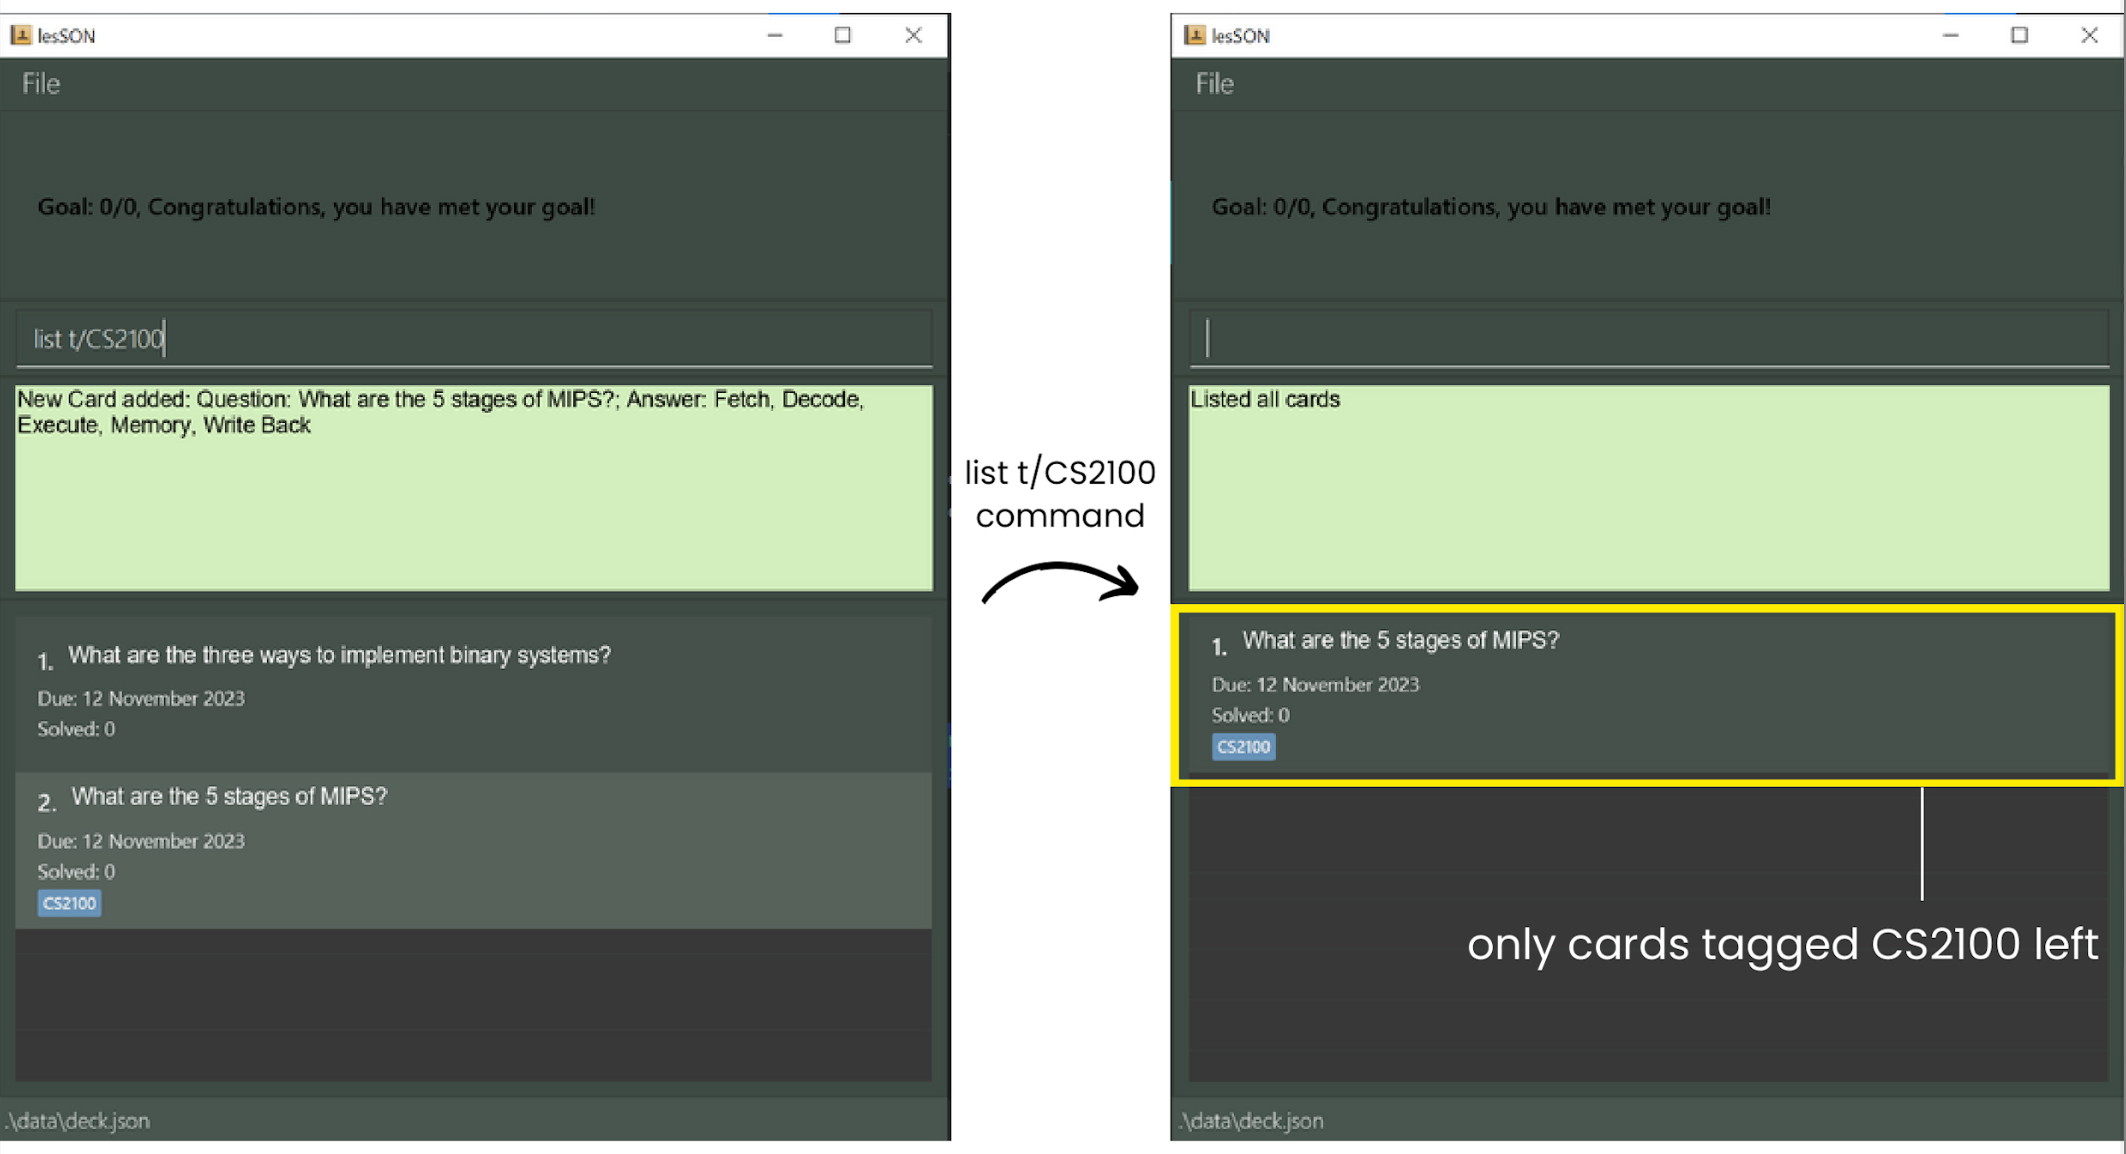 lesSON
File
Goal: 0/0, Congratulations, you have met your goal!
list t/CS2100
New Card added: Question: What are the 5 stages of MIPS?; Answer: Fetch, Decode,
Execute, Memory, Write Back
1. What are the three ways to implement binary systems?
Due: 12 November 2023
Solved: 0
2. What are the 5 stages of MIPS?
Due: 12 November 2023
Solved: 0
CS2100
.\data\deck.json
list t/CS2100
command
lesSON
File
Goal: 0/0, Congratulations, you have met your goal!
Listed all cards
1. What are the 5 stages of MIPS?
Due: 12 November 2023
Solved: 0
CS2100
only cards tagged CS2100 left
.\data\deck.json